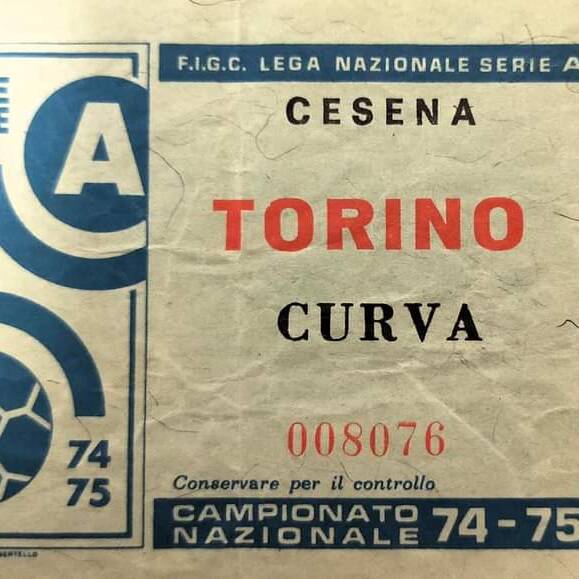 F.I.G.C. LEGA NAZIONALE SERIE A
CESENA
A
TORINO
CURVA
008076
74
75
Conservare per il controllo
CAMPIONATO
NAZIONALE 74-75